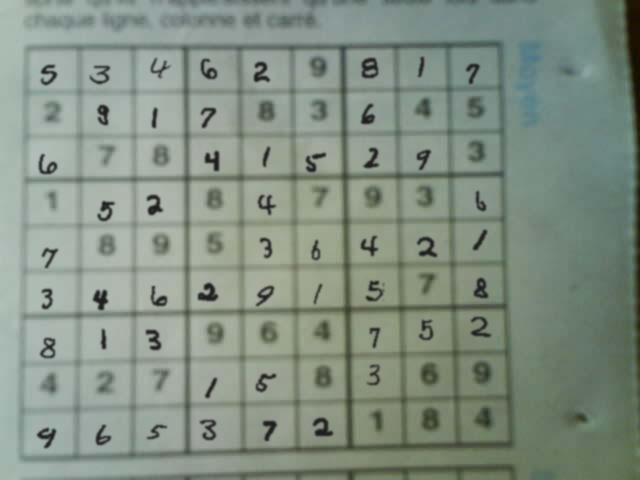 chaque ligne, colonne et carré.
5 3 4 6 2 9 8 1 7
2 9 1 7 8 3 6 4 5
6 7 8 4 1 5 2 9 3
1 5 2 8 4 7 9 3 6
7 8 9 5 3 6 4 2 1
3 4 6 2 9 1 5 7 8
8 1 3 9 6 4 7 5 2
4 2 7 1 5 8 3 6 9
9 6 5 3 7 2 1 8 4
Moyen